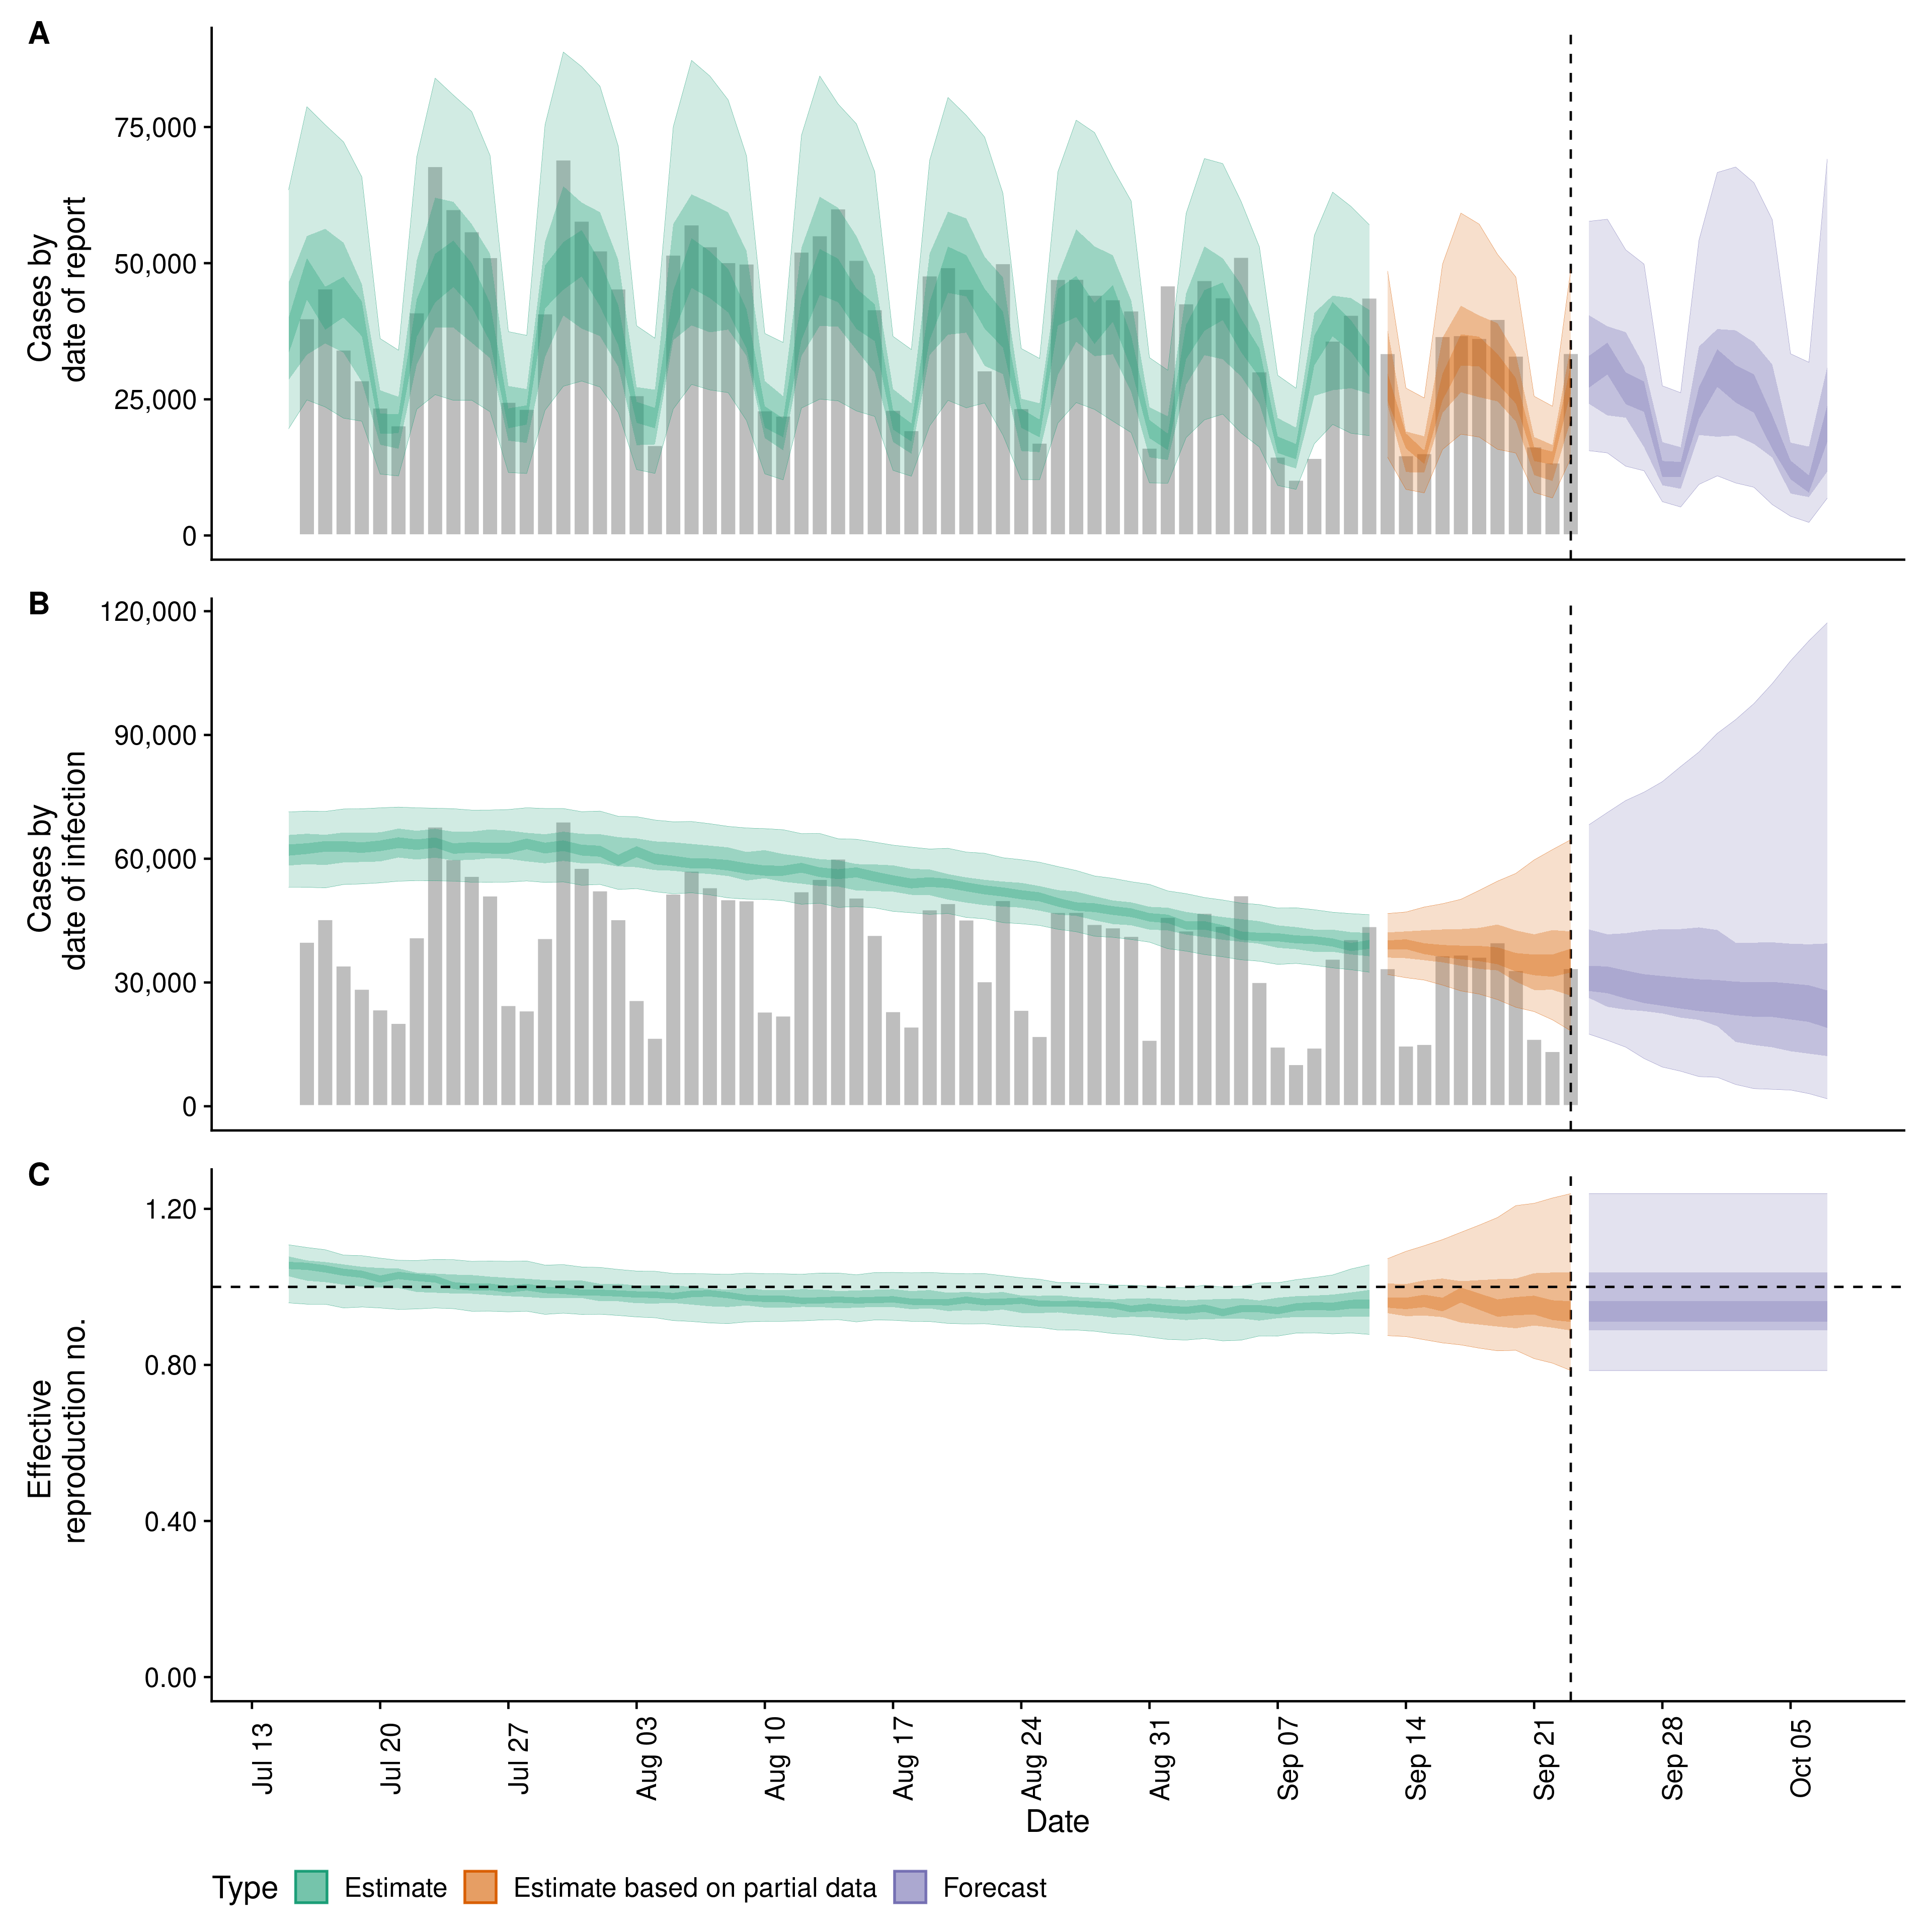 A
Cases by
date of report
75,000
50,000
25,000
0
B
Cases by
date of infection
120,000
90,000
60,000
30,000
0
C
Effective
reproduction no.
1.20
0.80
0.40
0.00
Jul 13
Jul 20
Jul 27
Aug 03
Aug 10
Aug 17
Aug 24
Aug 31
Sep 07
Sep 14
Sep 21
Sep 28
Oct 05
Date
Type Estimate Estimate based on partial data Forecast